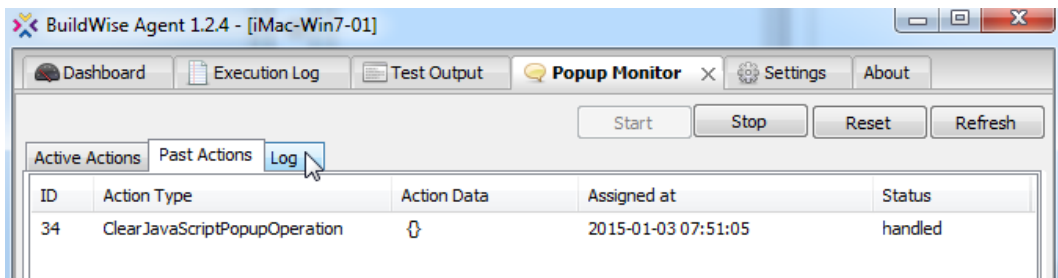 BuildWise Agent 1.2.4 - [iMac-Win7-01]
Dashboard Execution Log Test Output Popup Monitor Settings About
Start Stop Reset Refresh
Active Actions Past Actions Log
ID Action Type Action Data Assigned at Status
34 ClearJavaScriptPopupOperation {} 2015-01-03 07:51:05 handled